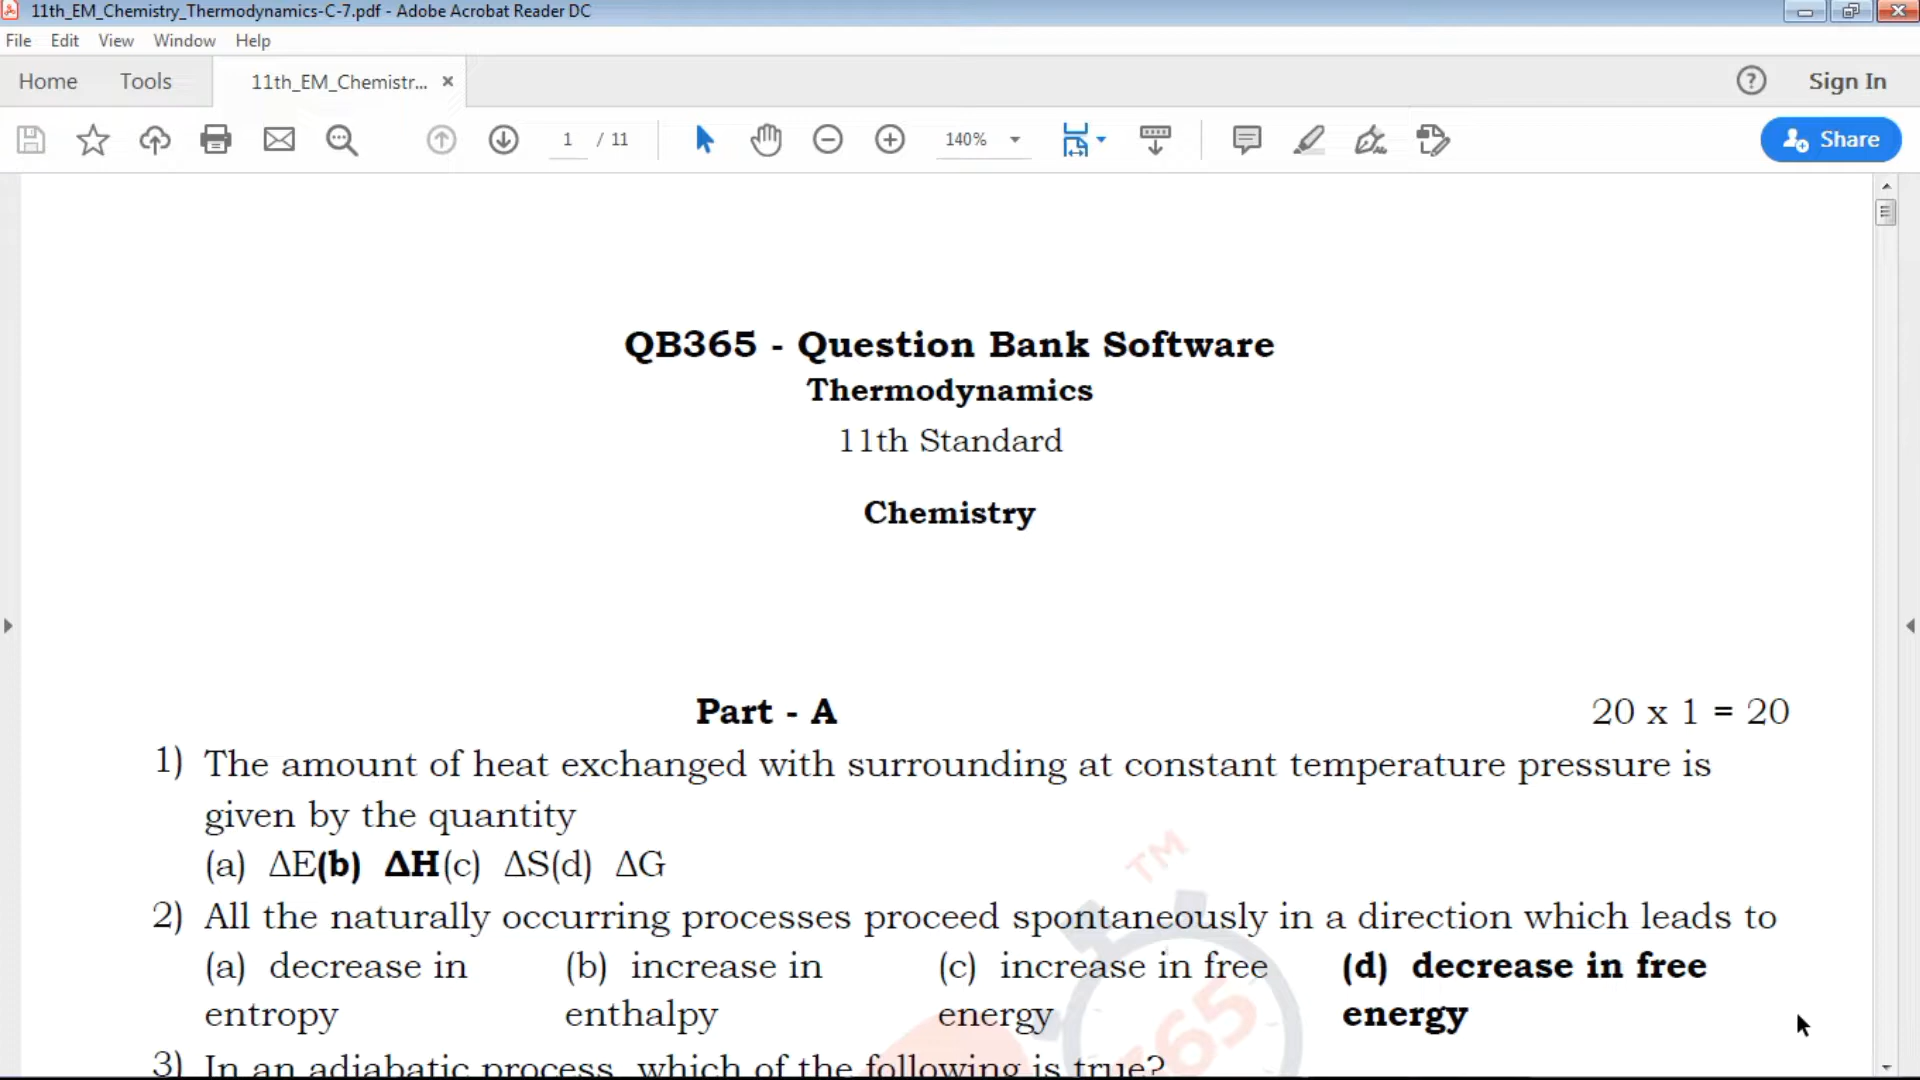 11th_EM_Chemistry_Thermodynamics-C-7.pdf - Adobe Acrobat Reader DC
File Edit View Window Help
Home Tools 11th_EM_Chemistr... × ? Sign In
1 / 11 140% Share
QB365 - Question Bank Software
Thermodynamics
11th Standard
Chemistry
Part - A 20 x 1 = 20
1) The amount of heat exchanged with surrounding at constant temperature pressure is
given by the quantity
(a) ΔE(b) ΔH(c) ΔS(d) ΔG
TM
2) All the naturally occurring processes proceed spontaneously in a direction which leads to
(a) decrease in (b) increase in (c) increase in free (d) decrease in free
entropy enthalpy energy energy
365
3) In an adiabatic process, which of the following is true?